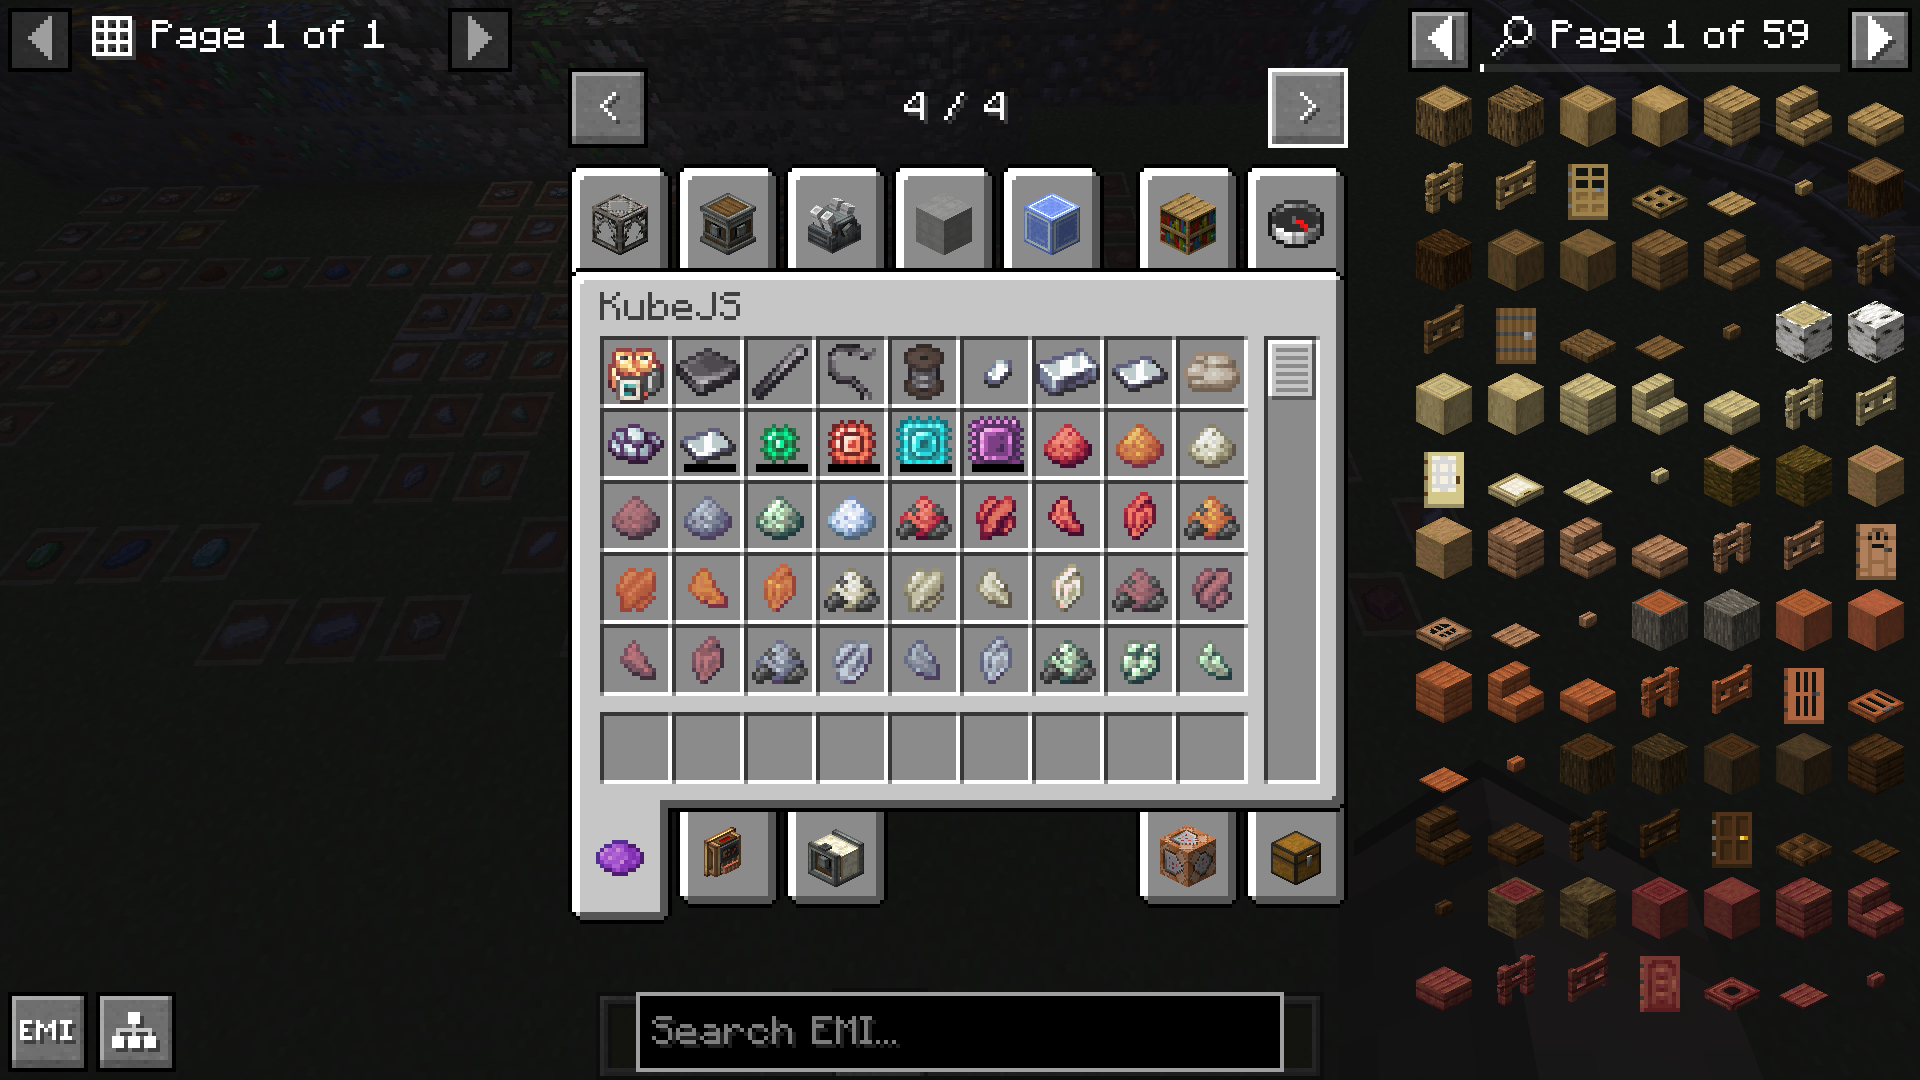 Page 1 of 1
Page 1 of 59
< 4 / 4 >
KubeJS
EMI
Search EMI...